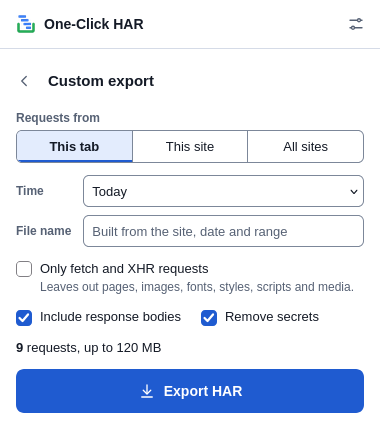 One-Click HAR
Custom export
Requests from
This tab
This site
All sites
Time
Today
File name
Built from the site, date and range
Only fetch and XHR requests
Leaves out pages, images, fonts, styles, scripts and media.
Include response bodies
Remove secrets
9 requests, up to 120 MB
Export HAR